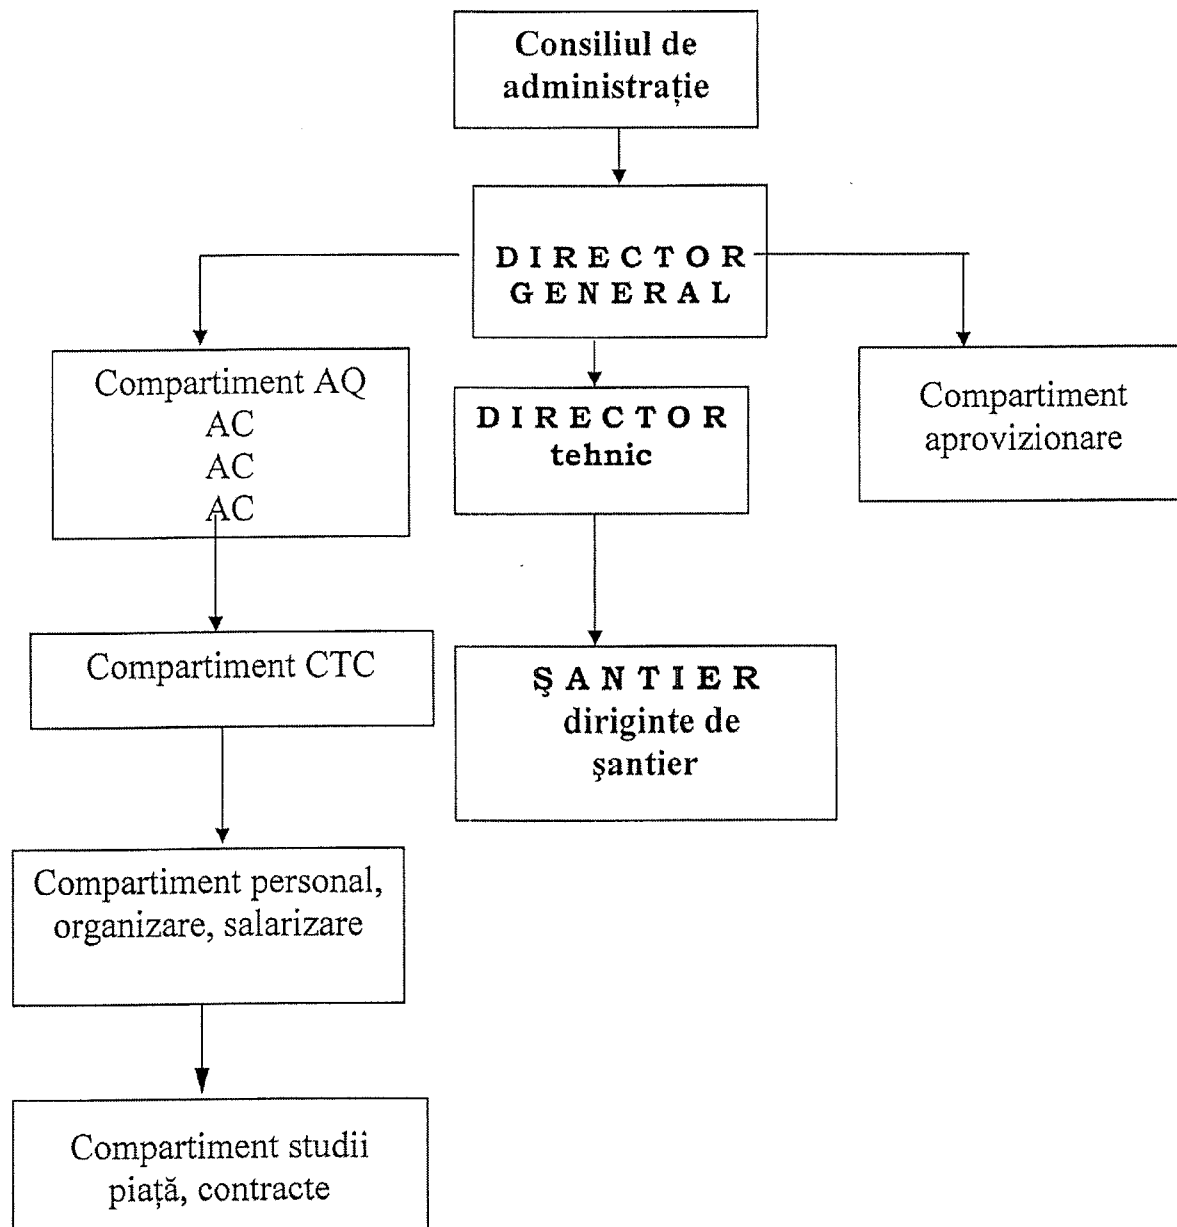 Consiliul de
administrație
D I R E C T O R
G E N E R A L
Compartiment AQ
AC
AC
AC
D I R E C T O R
tehnic
Compartiment
aprovizionare
Compartiment CTC
Ş A N T I E R
diriginte de
şantier
Compartiment personal,
organizare, salarizare
Compartiment studii
piață, contracte